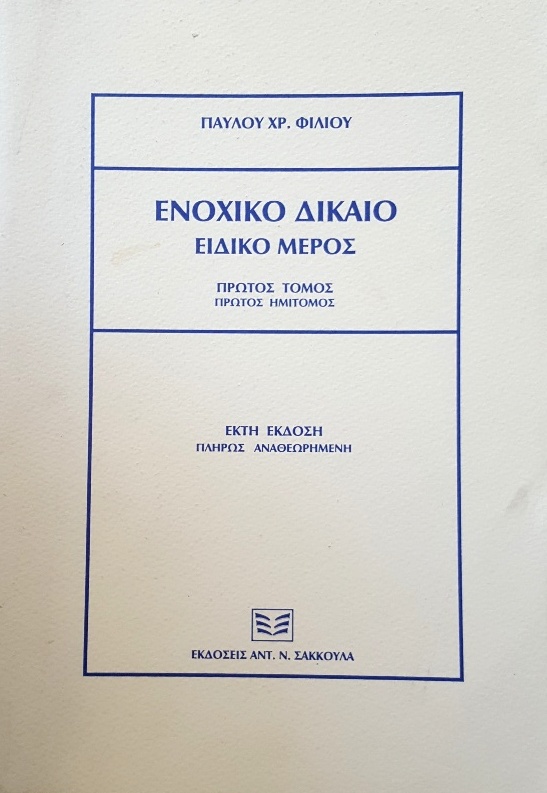 ΠΑΥΛΟΥ ΧΡ. ΦΙΛΙΟΥ
ΕΝΟΧΙΚΟ ΔΙΚΑΙΟ
ΕΙΔΙΚΟ ΜΕΡΟΣ
ΠΡΩΤΟΣ ΤΟΜΟΣ
ΠΡΩΤΟΣ ΗΜΙΤΟΜΟΣ
ΕΚΤΗ ΕΚΔΟΣΗ
ΠΛΗΡΩΣ ΑΝΑΘΕΩΡΗΜΕΝΗ
ΕΚΔΟΣΕΙΣ ΑΝΤ. Ν. ΣΑΚΚΟΥΛΑ